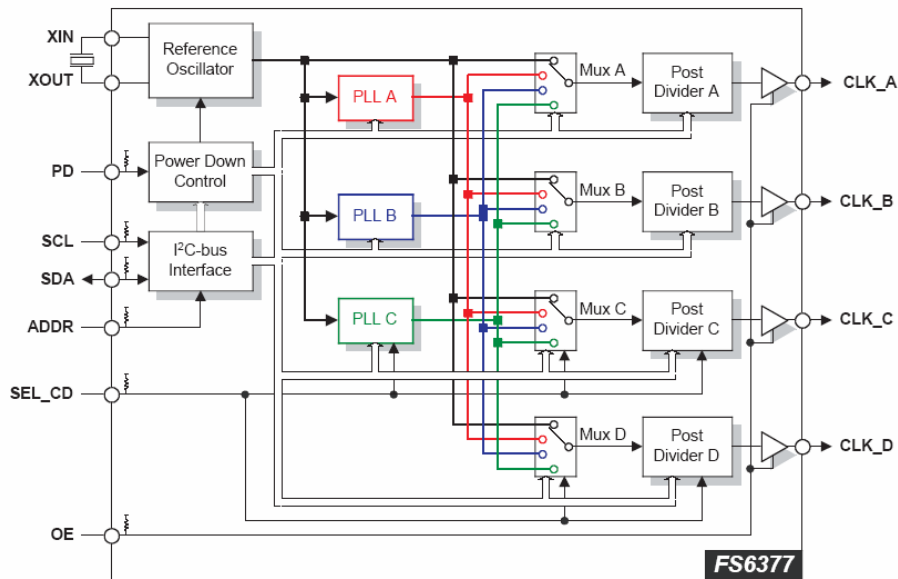 XIN
XOUT
Reference
Oscillator
PLL A
Mux A
Post
Divider A
CLK_A
PD
Power Down
Control
PLL B
Mux B
Post
Divider B
CLK_B
SCL
SDA
I²C-bus
Interface
ADDR
PLL C
Mux C
Post
Divider C
CLK_C
SEL_CD
Mux D
Post
Divider D
CLK_D
OE
FS6377